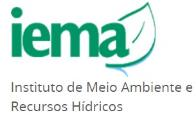 iema
Instituto de Meio Ambiente e
Recursos Hídricos